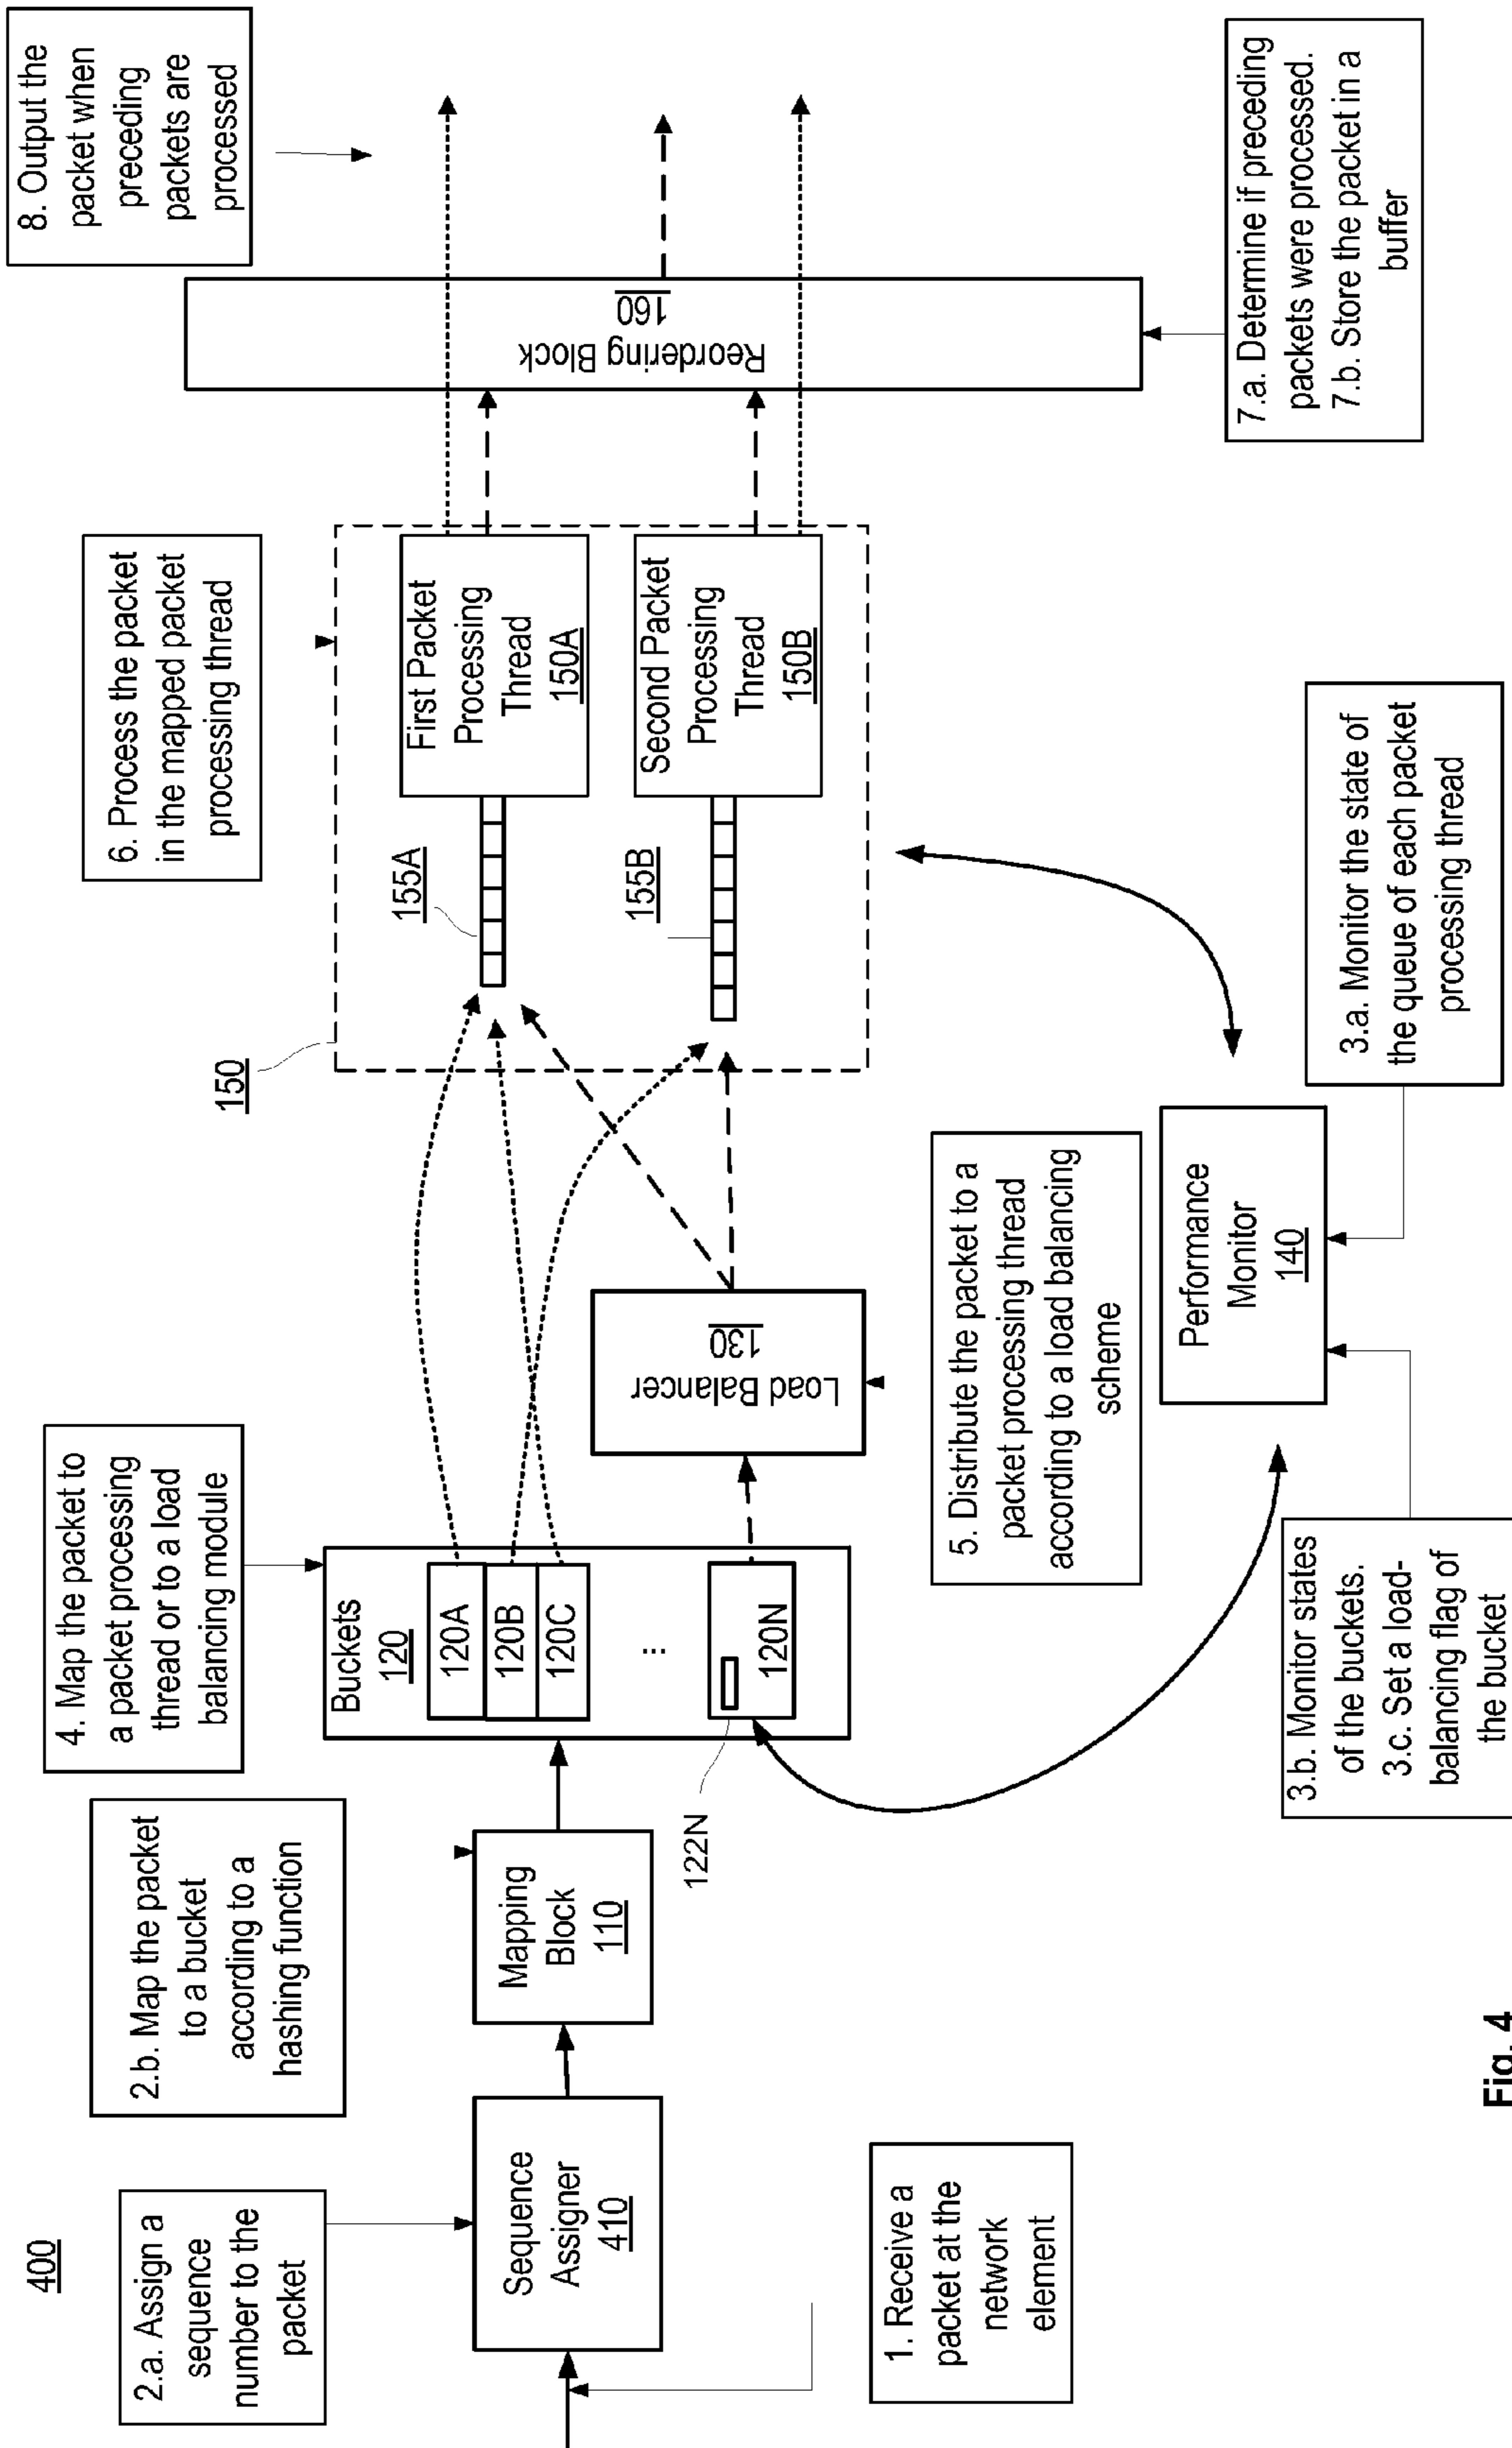 400
2.a. Assign a
sequence
number to the
packet
2.b. Map the packet
to a bucket
according to a
hashing function
4. Map the packet to
a packet processing
thread or to a load
balancing module
6. Process the packet
in the mapped packet
processing thread
8. Output the
packet when
preceding
packets are
processed
Sequence
Assigner
410
Mapping
Block
110
Buckets
120
120A
120B
120C
...
120N
122N
Load Balancer
130
150
155A
155B
First Packet
Processing
Thread
150A
Second Packet
Processing
Thread
150B
Reordering Block
160
1. Receive a
packet at the
network
element
5. Distribute the packet to a
packet processing thread
according to a load balancing
scheme
Performance
Monitor
140
3.b. Monitor states
of the buckets.
3.c. Set a load-
balancing flag of
the bucket
3.a. Monitor the state of
the queue of each packet
processing thread
7.a. Determine if preceding
packets were processed.
7.b. Store the packet in a
buffer
Fig. 4